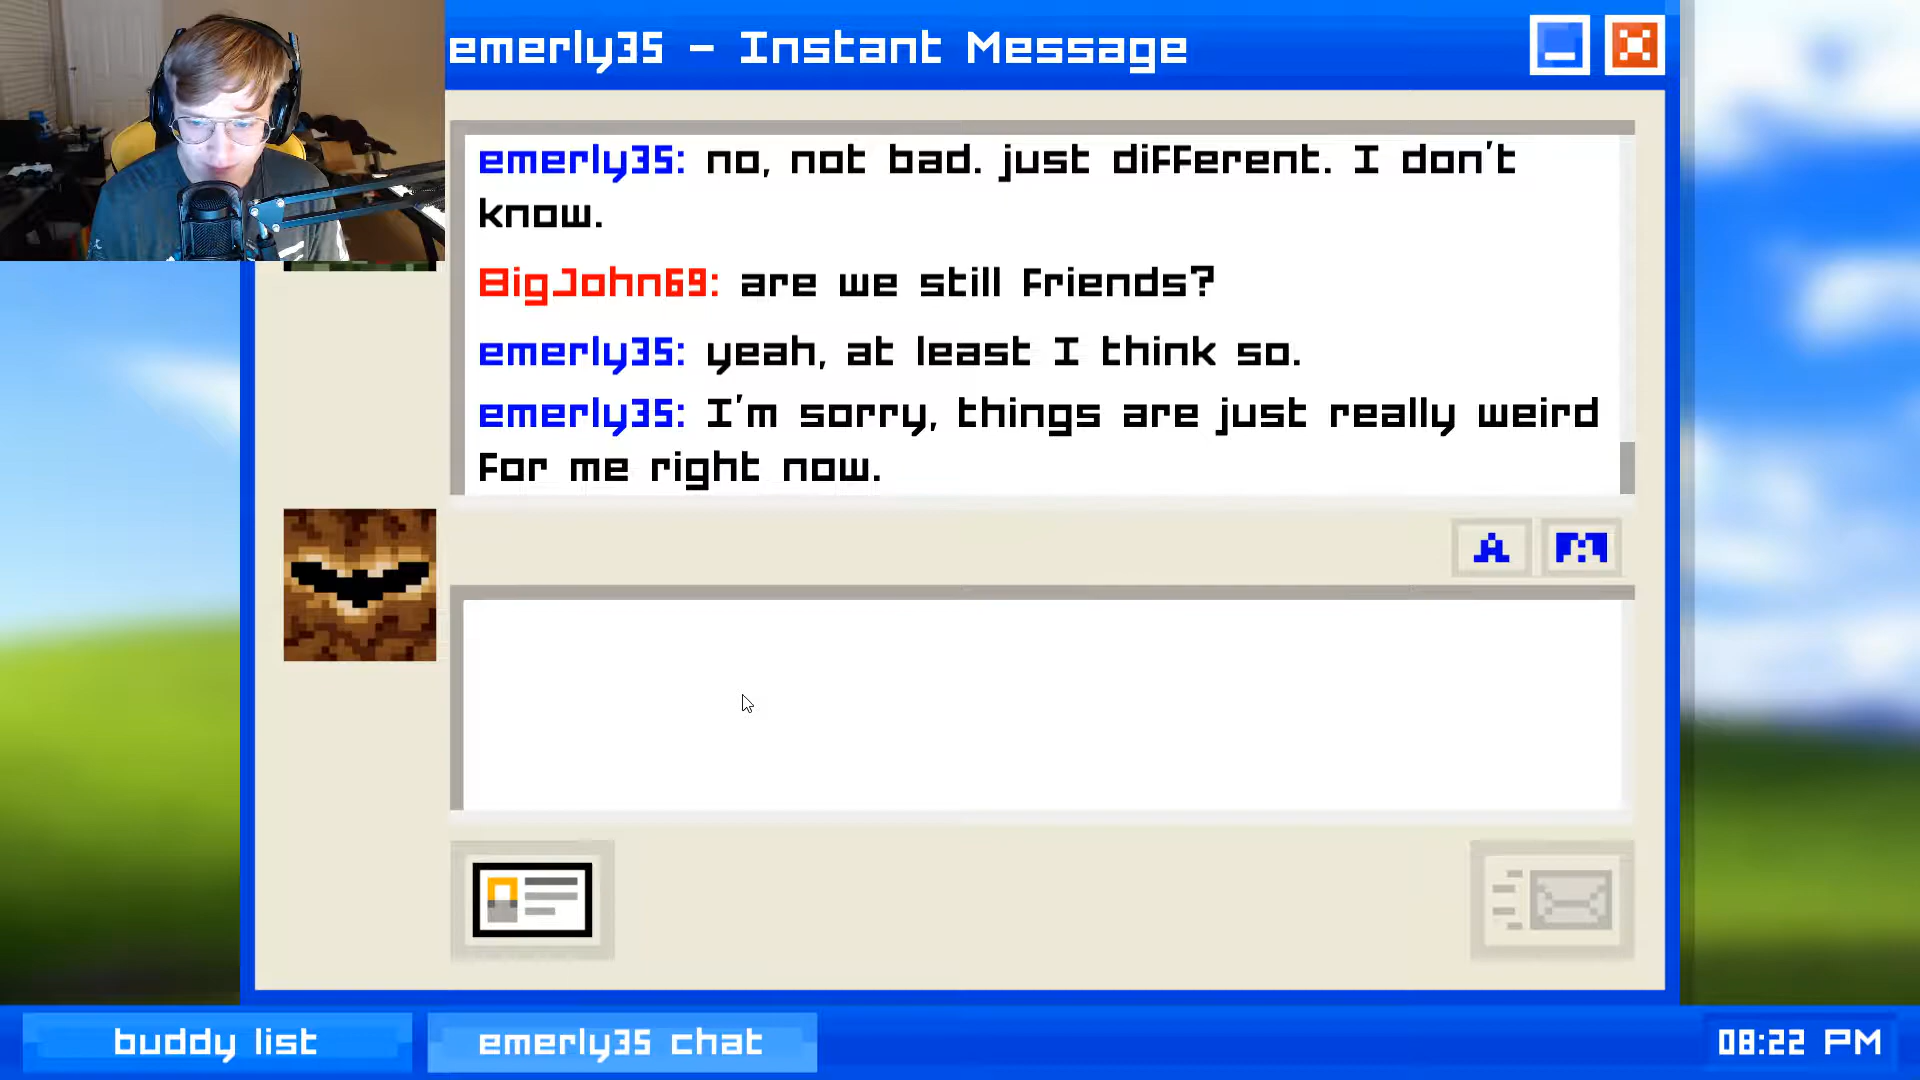 emerly35 - Instant Message
emerly35: no, not bad. just different. I don't
know.
BigJohn69: are we still friends?
emerly35: yeah, at least I think so.
emerly35: I'm sorry, things are just really weird
for me right now.
A
buddy list
emerly35 chat
08:22 PM